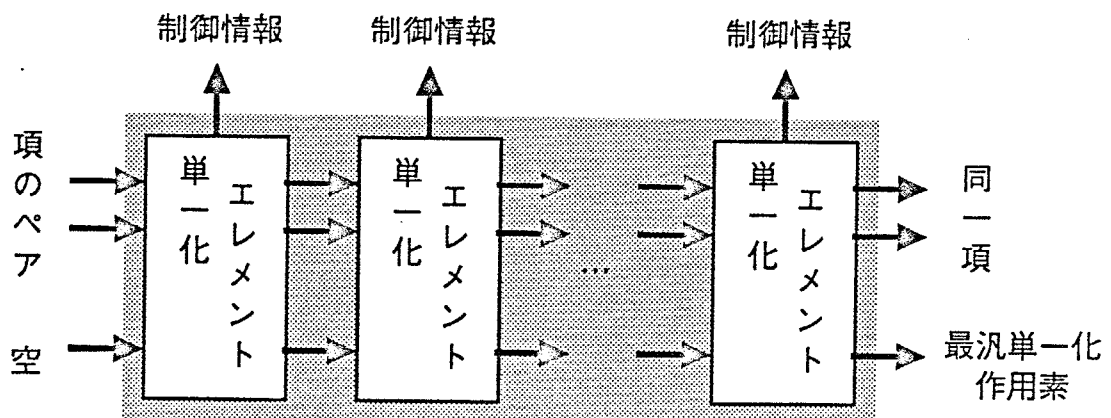 制御情報
制御情報
制御情報
項のペア
空
単一化
エレメント
単一化
エレメント
…
単一化
エレメント
同一項
最汎単一化
作用素